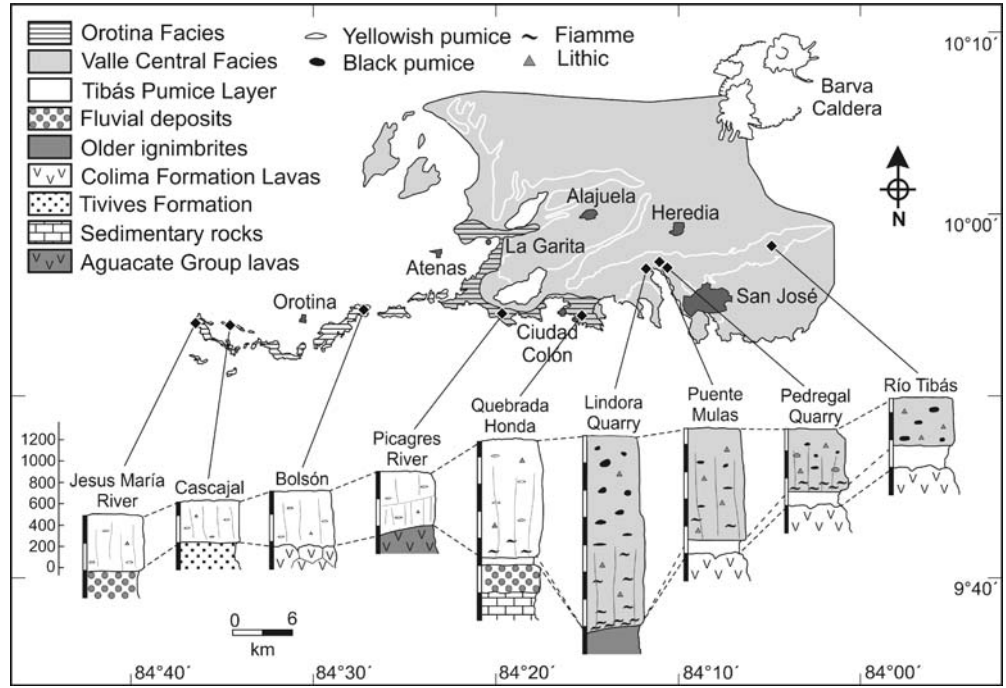 Orotina Facies
Valle Central Facies
Tibás Pumice Layer
Fluvial deposits
Older ignimbrites
Colima Formation Lavas
Tivives Formation
Sedimentary rocks
Aguacate Group lavas
Yellowish pumice
Fiamme
Black pumice
Lithic
10°10´
Barva
Caldera
N
10°00´
Alajuela
Heredia
La Garita
Atenas
San José
Orotina
Ciudad
Colón
Río Tibás
Pedregal
Quarry
Puente
Mulas
Lindora
Quarry
Quebrada
Honda
Picagres
River
Bolsón
Cascajal
Jesus María
River
1200
1000
800
600
400
200
0
9°40´
0 6
km
84°40´ 84°30´ 84°20´ 84°10´ 84°00´